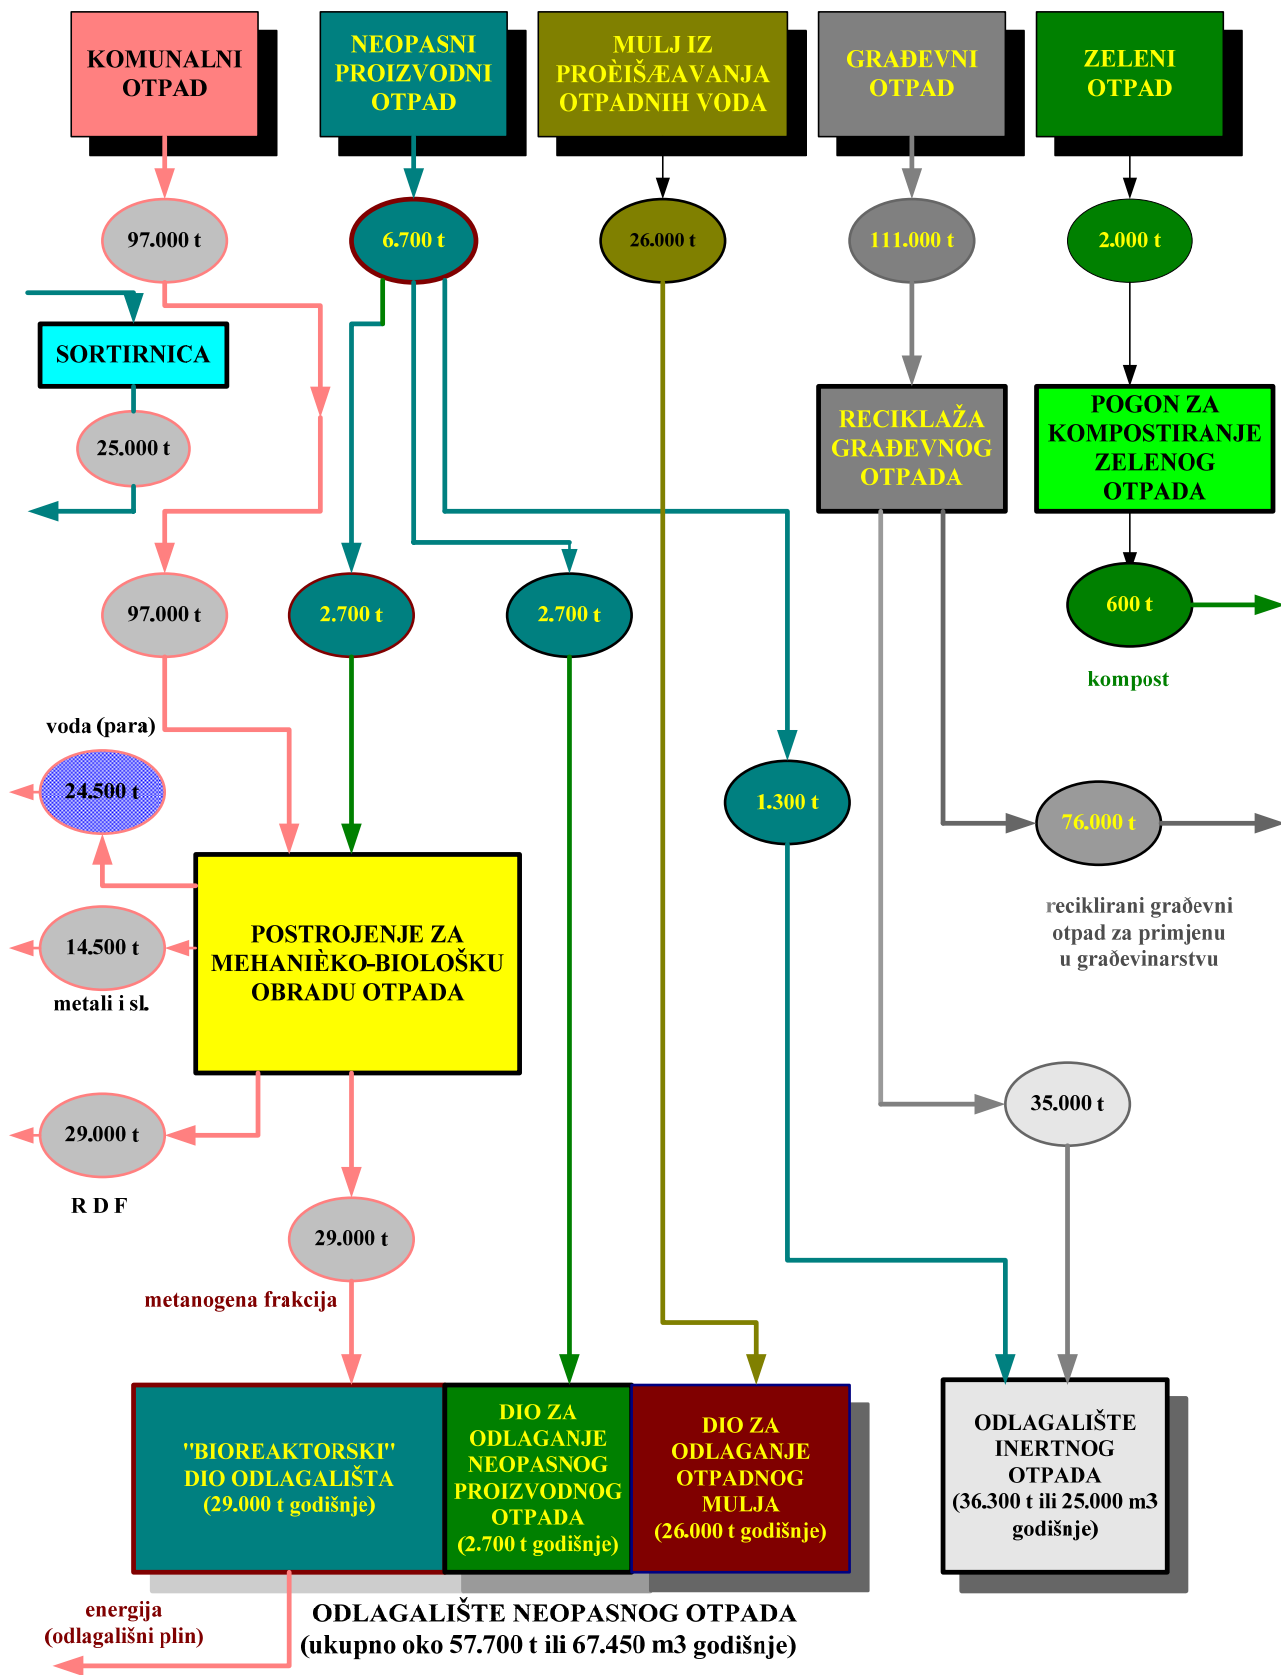 KOMUNALNI
OTPAD
NEOPASNI
PROIZVODNI
OTPAD
MULJ IZ
PROÈIŠÆAVANJA
OTPADNIH VODA
GRAĐEVNI
OTPAD
ZELENI
OTPAD
97.000 t
6.700 t
26.000 t
111.000 t
2.000 t
SORTIRNICA
25.000 t
RECIKLAŽA
GRAĐEVNOG
OTPADA
POGON ZA
KOMPOSTIRANJE
ZELENOG
OTPADA
97.000 t
2.700 t
2.700 t
600 t
kompost
voda (para)
24.500 t
1.300 t
76.000 t
reciklirani graðevni
otpad za primjenu
u graðevinarstvu
POSTROJENJE ZA
MEHANIÈKO-BIOLOŠKU
OBRADU OTPADA
14.500 t
metali i sl.
35.000 t
29.000 t
R D F
29.000 t
metanogena frakcija
"BIOREAKTORSKI"
DIO ODLAGALIŠTA
(29.000 t godišnje)
DIO ZA
ODLAGANJE
NEOPASNOG
PROIZVODNOG
OTPADA
(2.700 t godišnje)
DIO ZA
ODLAGANJE
OTPADNOG
MULJA
(26.000 t godišnje)
ODLAGALIŠTE
INERTNOG
OTPADA
(36.300 t ili 25.000 m3
godišnje)
energija
(odlagališni plin)
ODLAGALIŠTE NEOPASNOG OTPADA
(ukupno oko 57.700 t ili 67.450 m3 godišnje)